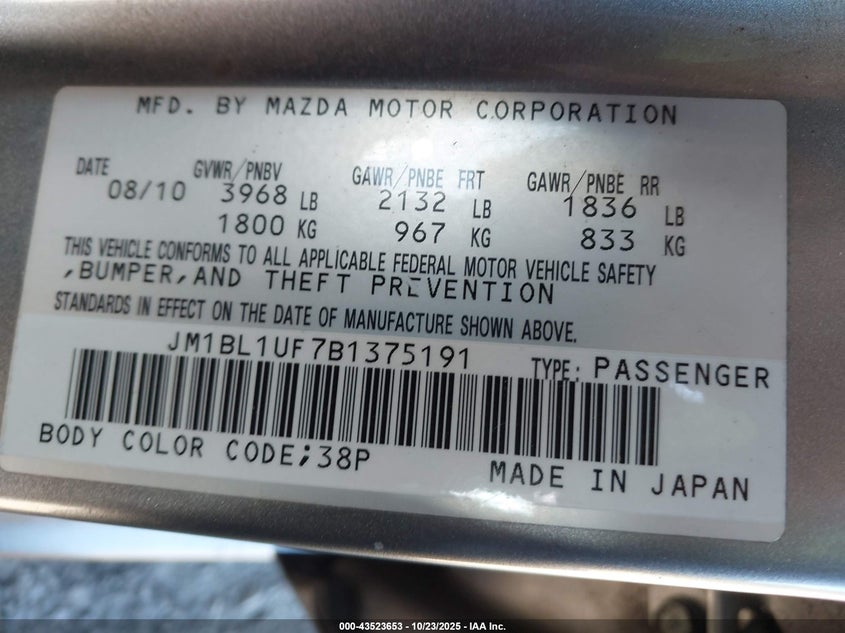 MFD. BY MAZDA MOTOR CORPORATION
DATE GVWR/PNBV GAWR/PNBE FRT GAWR/PNBE RR
08/10 3968 LB 2132 LB 1836 LB
1800 KG 967 KG 833 KG
THIS VEHICLE CONFORMS TO ALL APPLICABLE FEDERAL MOTOR VEHICLE SAFETY
,BUMPER,AND THEFT PREVENTION
STANDARDS IN EFFECT ON THE DATE OF MANUFACTURE SHOWN ABOVE.
JM1BL1UF7B1375191 TYPE: PASSENGER
BODY COLOR CODE;38P MADE IN JAPAN
000-43523653 | 10/23/2025 - IAA Inc.